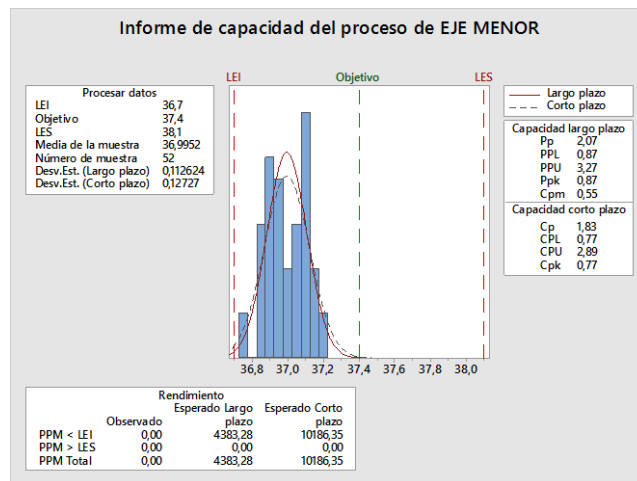 Informe de capacidad del proceso de EJE MENOR
LEI Objetivo LES
Procesar datos
LEI 36,7
Objetivo 37,4
LES 38,1
Media de la muestra 36,9952
Número de muestra 52
Desv.Est. (Largo plazo) 0,112624
Desv.Est. (Corto plazo) 0,12727
Largo plazo
Corto plazo
Capacidad largo plazo
Pp 2,07
PPL 0,87
PPU 3,27
Ppk 0,87
Cpm 0,55
Capacidad corto plazo
Cp 1,83
CPL 0,77
CPU 2,89
Cpk 0,77
36,8 37,0 37,2 37,4 37,6 37,8 38,0
Rendimiento
Esperado Largo Esperado Corto
Observado plazo plazo
PPM < LEI 0,00 4383,28 10186,35
PPM > LES 0,00 0,00 0,00
PPM Total 0,00 4383,28 10186,35